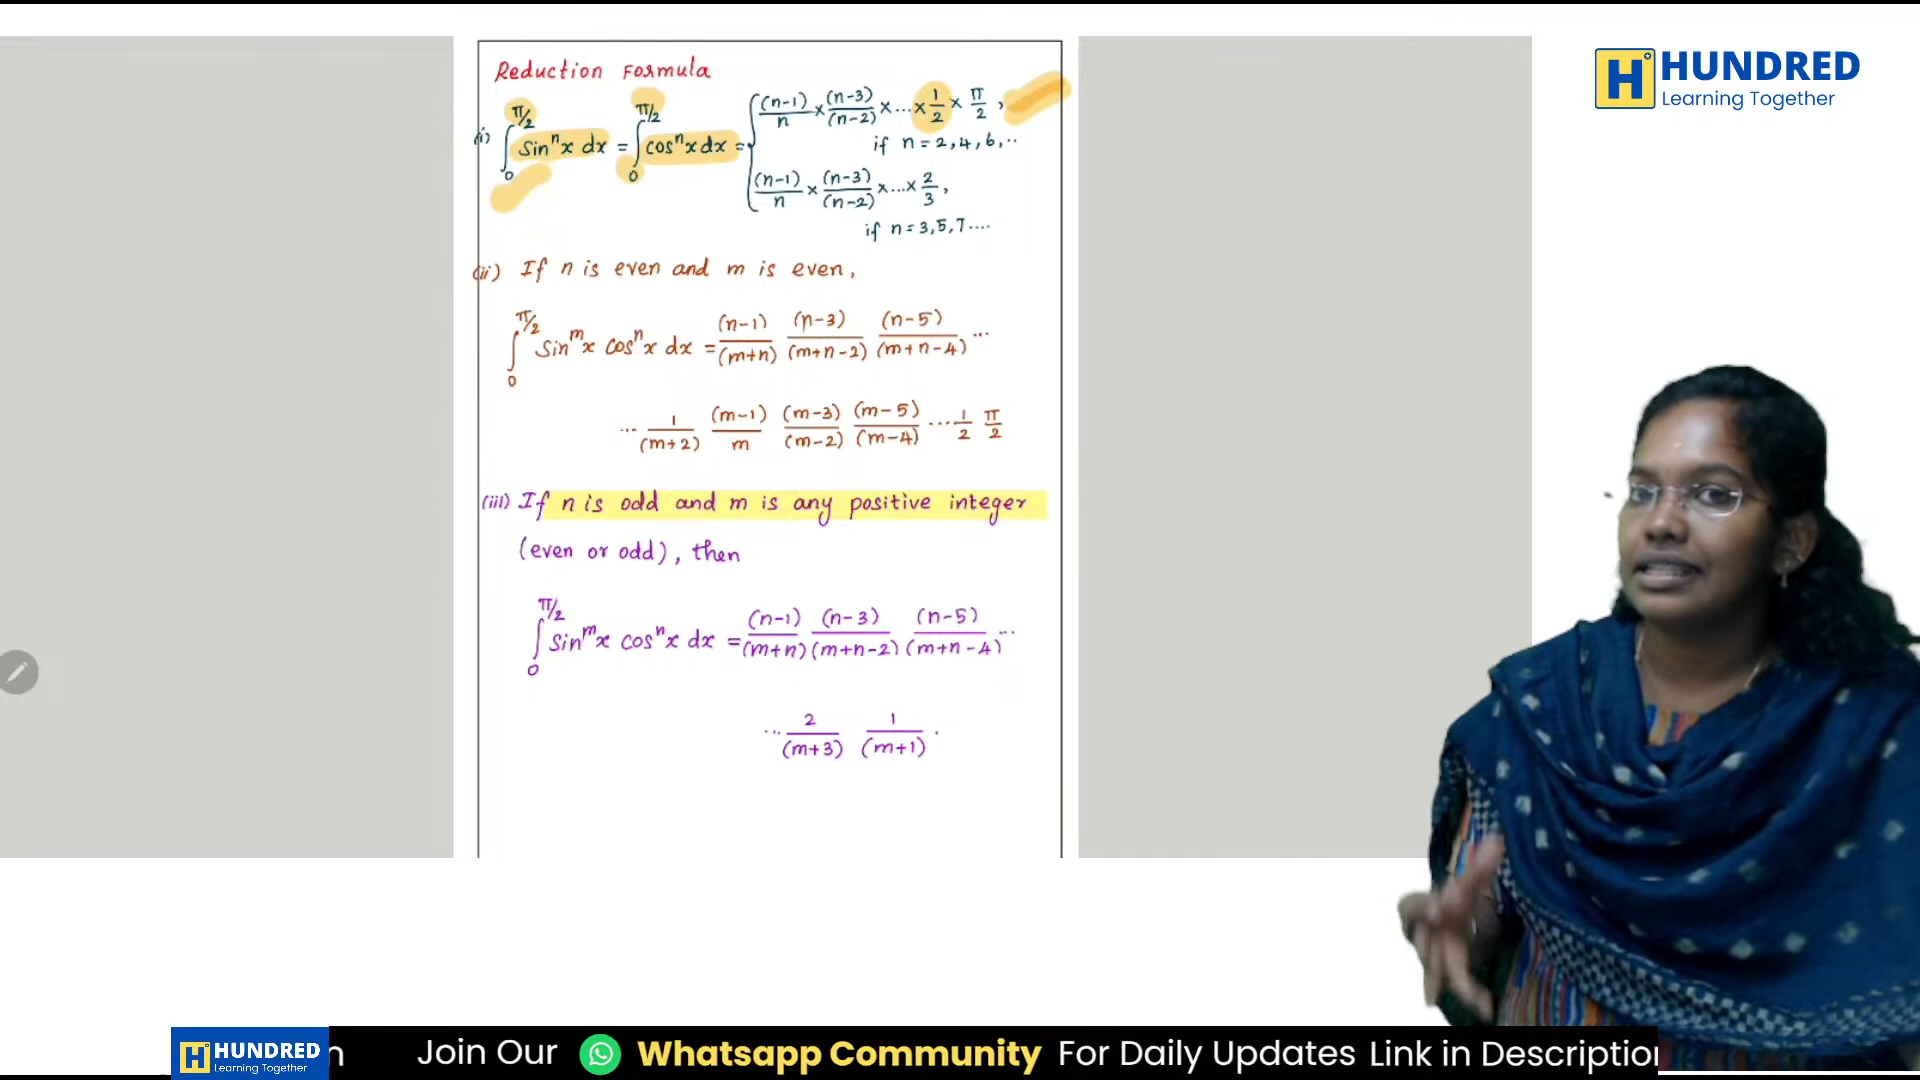 HUNDRED
Learning Together
Reduction Formula
(i) ∫₀^{π/2} Sinⁿx dx = ∫₀^{π/2} cosⁿx dx = { (n-1)/n × (n-3)/(n-2) × ... × 1/2 × π/2 ,
if n = 2,4,6,..
(n-1)/n × (n-3)/(n-2) × ... × 2/3 ,
if n = 3,5,7....
(ii) If n is even and m is even,
∫₀^{π/2} Sin^m x cosⁿx dx = (n-1)/(m+n) (n-3)/(m+n-2) (n-5)/(m+n-4) ...
... 1/(m+2) (m-1)/m (m-3)/(m-2) (m-5)/(m-4) .... 1/2 π/2
(iii) If n is odd and m is any positive integer
(even or odd), then
∫₀^{π/2} Sin^m x cosⁿx dx = (n-1)/(m+n) (n-3)/(m+n-2) (n-5)/(m+n-4) ...
... 2/(m+3) 1/(m+1) .
HUNDRED
Learning Together
n Join Our Whatsapp Community For Daily Updates Link in Description